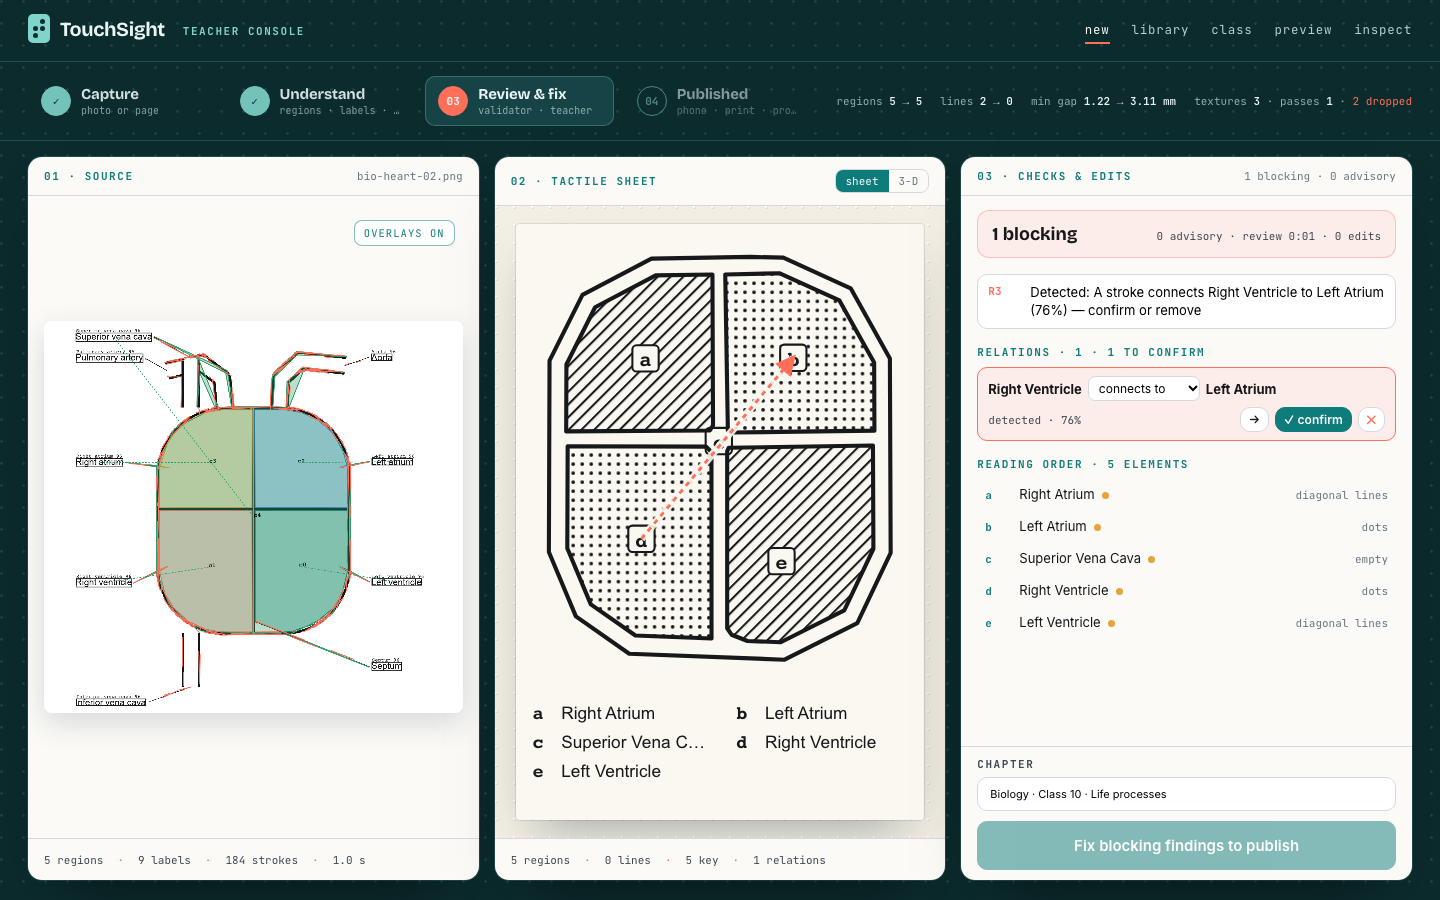 TouchSight TEACHER CONSOLE
new library class preview inspect
✓ Capture
photo or page
✓ Understand
regions · labels · …
03 Review & fix
validator · teacher
04 Published
phone · print · pro…
regions 5 → 5 lines 2 → 0 min gap 1.22 → 3.11 mm textures 3 · passes 1 · 2 dropped
01 · SOURCE bio-heart-02.png
OVERLAYS ON
Superior vena cava
Pulmonary artery
Aorta
Right atrium
Left atrium
Right ventricle
Left ventricle
Septum
Inferior vena cava
5 regions · 9 labels · 184 strokes · 1.0 s
02 · TACTILE SHEET sheet 3-D
a
b
c
d
e
a Right Atrium b Left Atrium
c Superior Vena C… d Right Ventricle
e Left Ventricle
5 regions · 0 lines · 5 key · 1 relations
03 · CHECKS & EDITS 1 blocking · 0 advisory
1 blocking 0 advisory · review 0:01 · 0 edits
R3 Detected: A stroke connects Right Ventricle to Left Atrium
(76%) — confirm or remove
RELATIONS · 1 · 1 TO CONFIRM
Right Ventricle connects to Left Atrium
detected · 76% → ✓ confirm ✕
READING ORDER · 5 ELEMENTS
a Right Atrium diagonal lines
b Left Atrium dots
c Superior Vena Cava empty
d Right Ventricle dots
e Left Ventricle diagonal lines
CHAPTER
Biology · Class 10 · Life processes
Fix blocking findings to publish